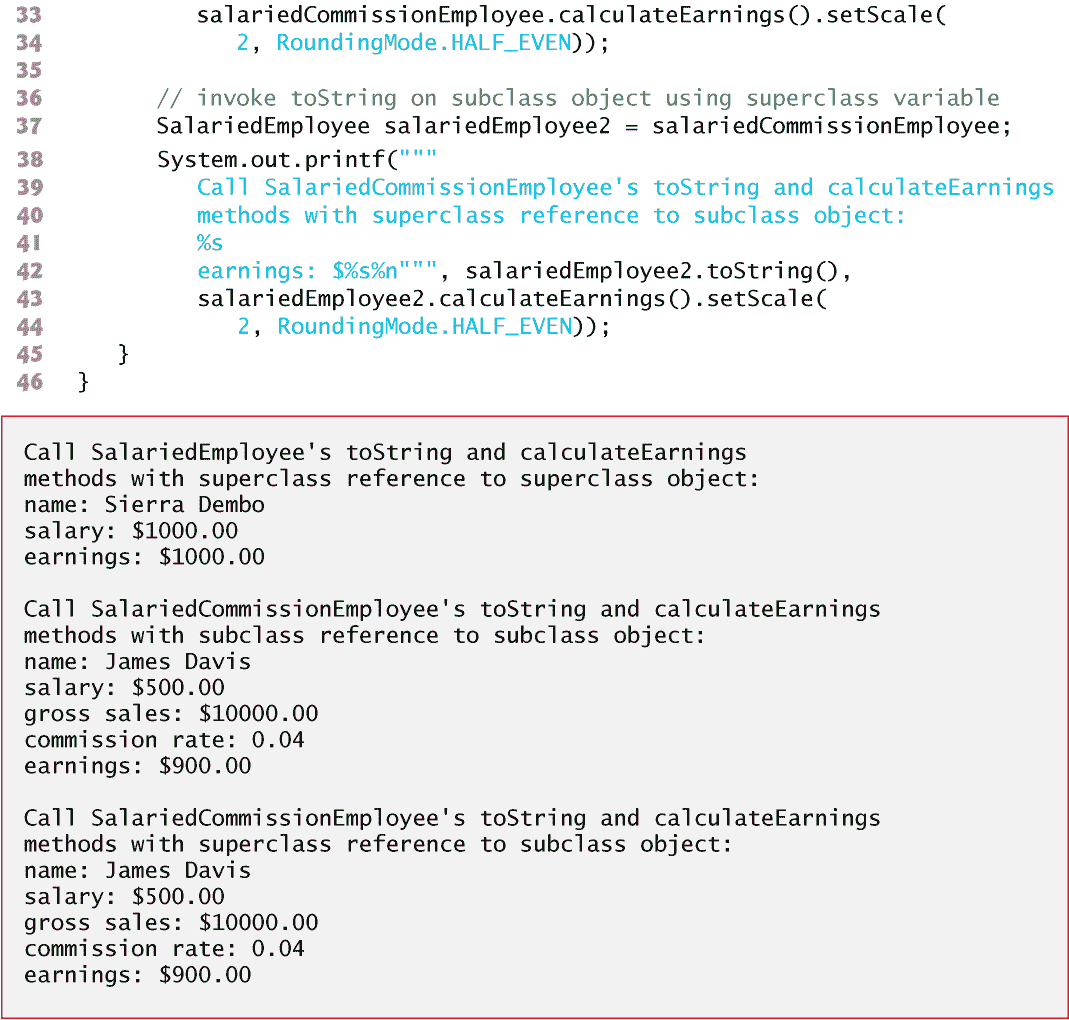 33 salariedCommissionEmployee.calculateEarnings().setScale(
34 2, RoundingMode.HALF_EVEN));
35
36 // invoke toString on subclass object using superclass variable
37 SalariedEmployee salariedEmployee2 = salariedCommissionEmployee;
38 System.out.printf("""
39 Call SalariedCommissionEmployee's toString and calculateEarnings
40 methods with superclass reference to subclass object:
41 %s
42 earnings: $%s%n""", salariedEmployee2.toString(),
43 salariedEmployee2.calculateEarnings().setScale(
44 2, RoundingMode.HALF_EVEN));
45 }
46 }
Call SalariedEmployee's toString and calculateEarnings
methods with superclass reference to superclass object:
name: Sierra Dembo
salary: $1000.00
earnings: $1000.00
Call SalariedCommissionEmployee's toString and calculateEarnings
methods with subclass reference to subclass object:
name: James Davis
salary: $500.00
gross sales: $10000.00
commission rate: 0.04
earnings: $900.00
Call SalariedCommissionEmployee's toString and calculateEarnings
methods with superclass reference to subclass object:
name: James Davis
salary: $500.00
gross sales: $10000.00
commission rate: 0.04
earnings: $900.00